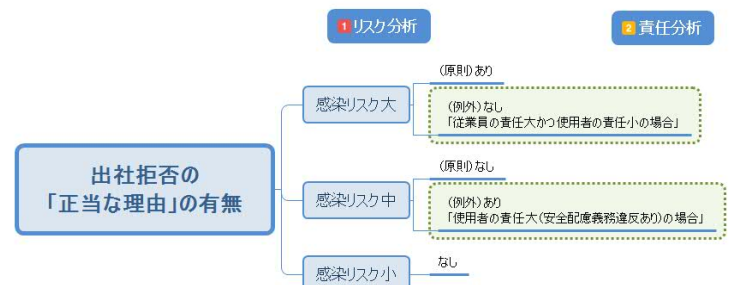 1 リスク分析
2 責任分析
(原則)あり
感染リスク大
(例外)なし
「従業員の責任大かつ使用者の責任小の場合」
出社拒否の
「正当な理由」の有無
(原則)なし
感染リスク中
(例外)あり
「使用者の責任大(安全配慮義務違反あり)の場合」
感染リスク小
なし